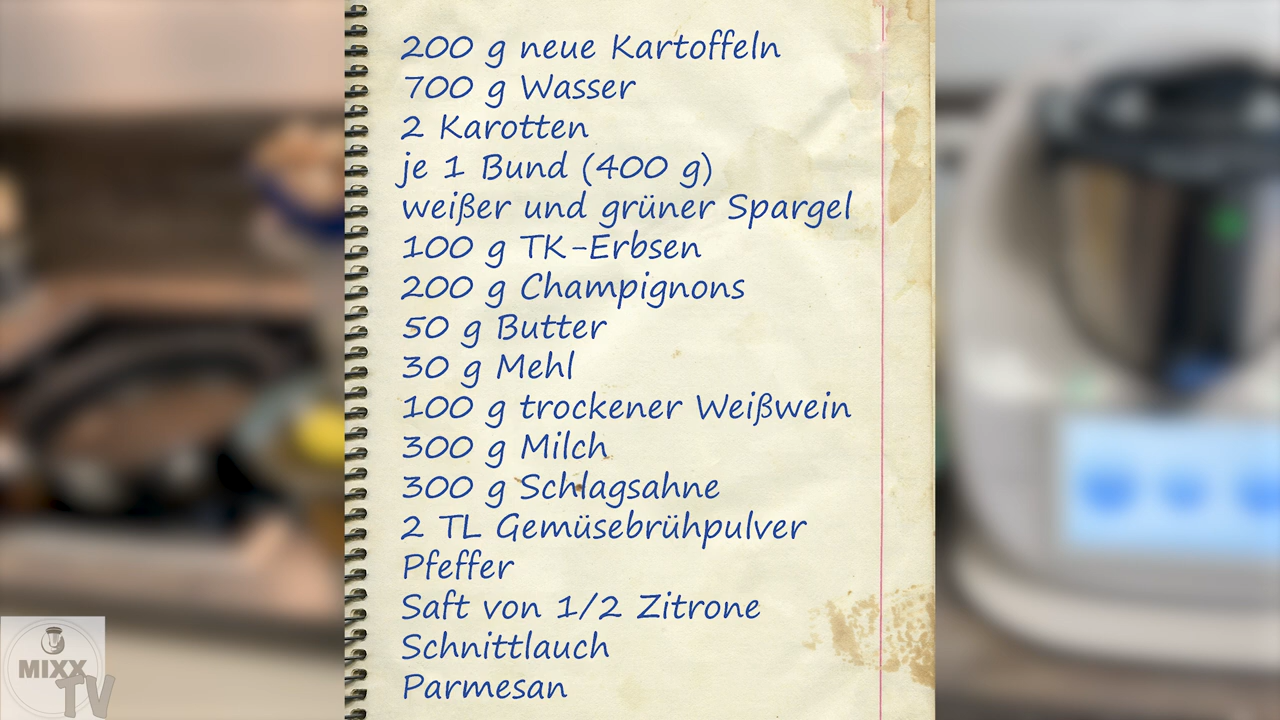 200 g neue Kartoffeln
700 g Wasser
2 Karotten
je 1 Bund (400 g)
weißer und grüner Spargel
100 g TK-Erbsen
200 g Champignons
50 g Butter
30 g Mehl
100 g trockener Weißwein
300 g Milch
300 g Schlagsahne
2 TL Gemüsebrühpulver
Pfeffer
Saft von 1/2 Zitrone
Schnittlauch
Parmesan
MIXX
TV